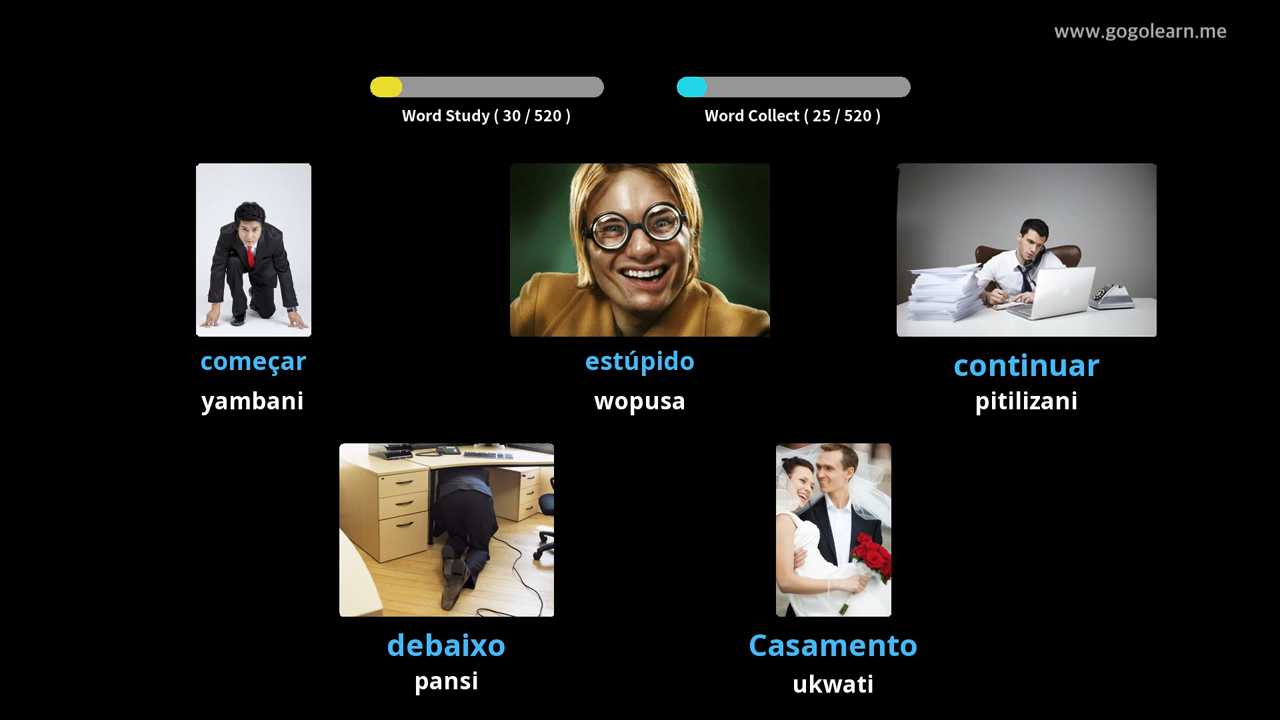 www.gogolearn.me
Word Study ( 30 / 520 )
Word Collect ( 25 / 520 )
começar
yambani
estúpido
wopusa
continuar
pitilizani
debaixo
pansi
Casamento
ukwati